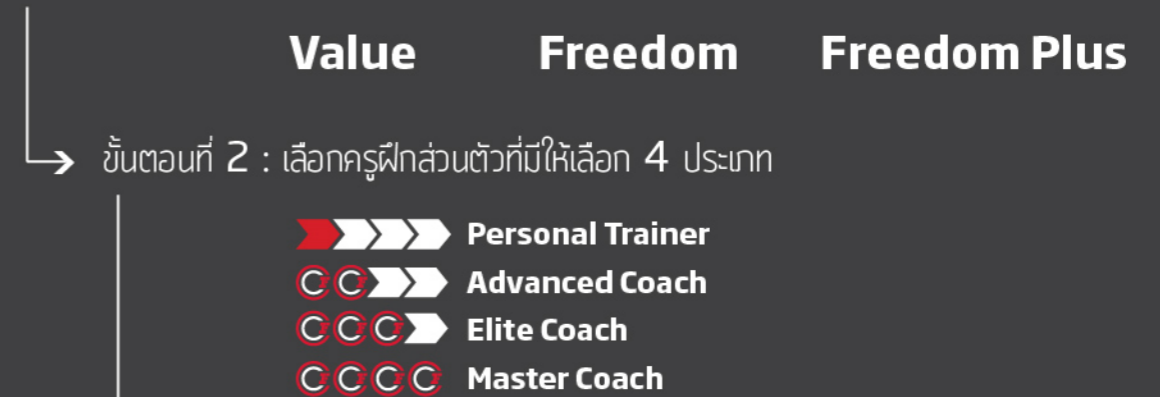 Value Freedom Freedom Plus
ขั้นตอนที่ 2 : เลือกครูฝึกส่วนตัวที่มีให้เลือก 4 ประเภท
Personal Trainer
Advanced Coach
Elite Coach
Master Coach